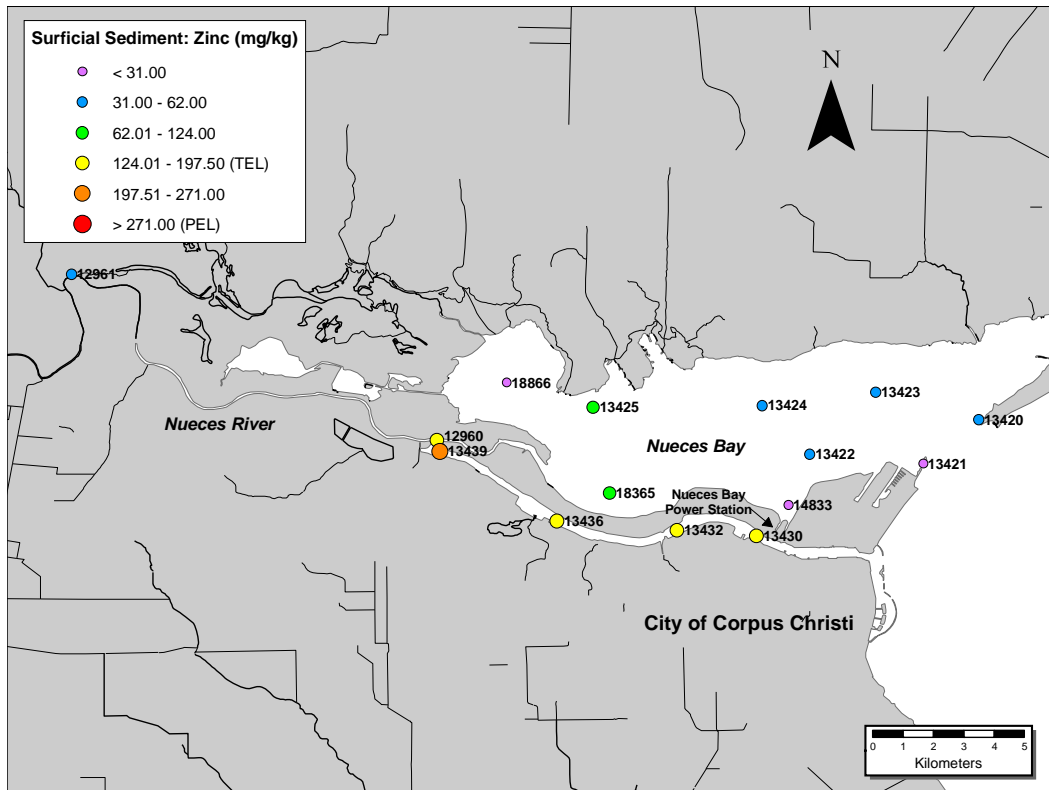 Surficial Sediment: Zinc (mg/kg)
< 31.00
31.00 - 62.00
62.01 - 124.00
124.01 - 197.50 (TEL)
197.51 - 271.00
> 271.00 (PEL)
N
12961
18866
13425
13424
13423
13420
Nueces River
12960
13439
Nueces Bay
13422
13421
18365
Nueces Bay
Power Station
14833
13436
13432
13430
City of Corpus Christi
0 1 2 3 4 5
Kilometers